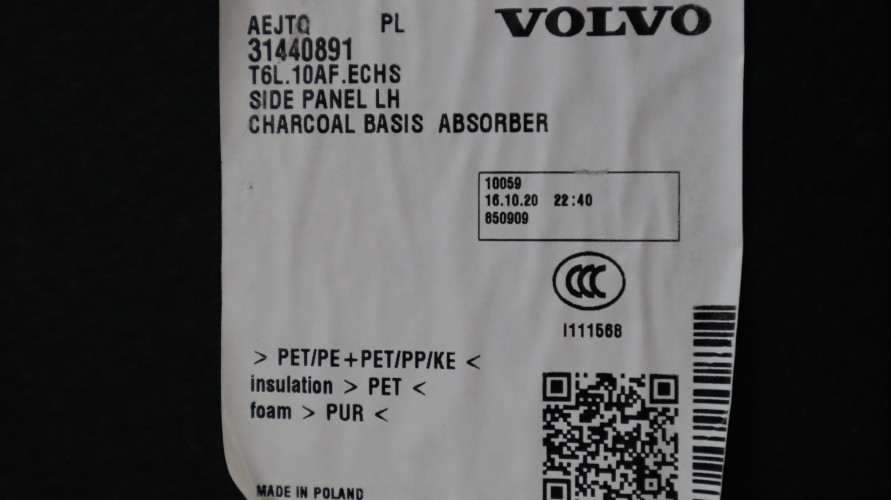 AEJTQ PL
VOLVO
31440891
T6L.10AF.ECHS
SIDE PANEL LH
CHARCOAL BASIS ABSORBER
10059
16.10.20 22:40
850909
CCC
I111568
> PET/PE+PET/PP/KE <
insulation > PET <
foam > PUR <
MADE IN POLAND